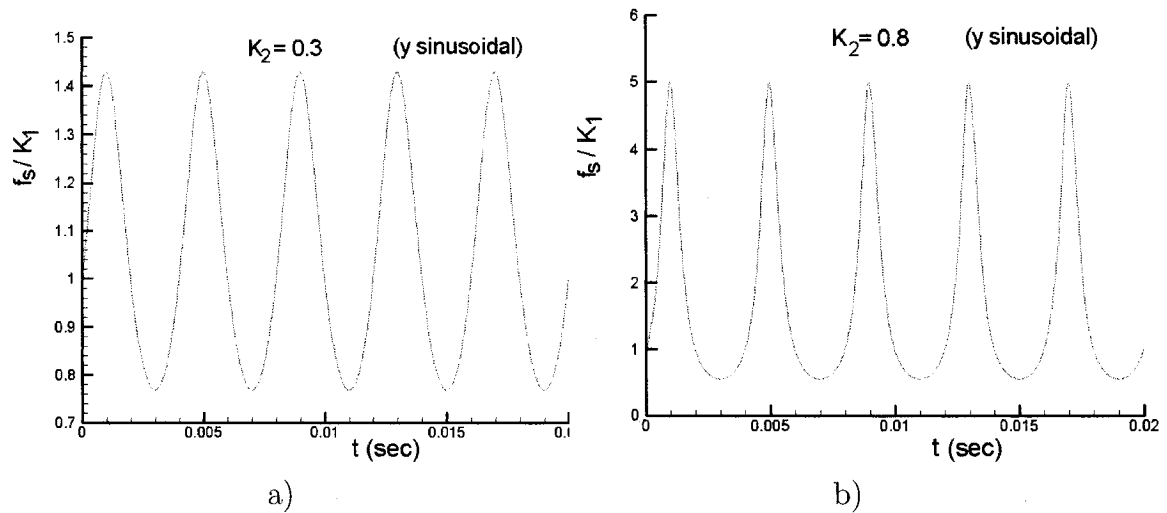 K₂ = 0.3 (y sinusoidal)
1.5
1.4
1.3
1.2
1.1
1
0.9
0.8
0.7
fₛ / K₁
0 0.005 0.01 0.015 0.(
t (sec)
a)
K₂ = 0.8 (y sinusoidal)
6
5
4
3
2
1
0
fₛ / K₁
0 0.005 0.01 0.015 0.02
t (sec)
b)